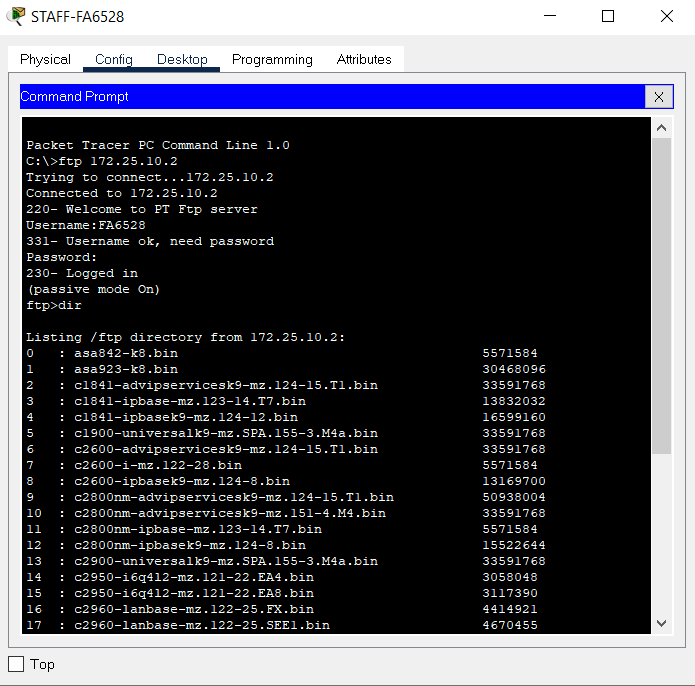 STAFF-FA6528
Physical Config Desktop Programming Attributes
Command Prompt
X
Packet Tracer PC Command Line 1.0
C:\>ftp 172.25.10.2
Trying to connect...172.25.10.2
Connected to 172.25.10.2
220- Welcome to PT Ftp server
Username:FA6528
331- Username ok, need password
Password:
230- Logged in
(passive mode On)
ftp>dir
Listing /ftp directory from 172.25.10.2:
0 : asa842-k8.bin 5571584
1 : asa923-k8.bin 30468096
2 : c1841-advipservicesk9-mz.124-15.T1.bin 33591768
3 : c1841-ipbase-mz.123-14.T7.bin 13832032
4 : c1841-ipbasek9-mz.124-12.bin 16599160
5 : c1900-universalk9-mz.SPA.155-3.M4a.bin 33591768
6 : c2600-advipservicesk9-mz.124-15.T1.bin 33591768
7 : c2600-i-mz.122-28.bin 5571584
8 : c2600-ipbasek9-mz.124-8.bin 13169700
9 : c2800nm-advipservicesk9-mz.124-15.T1.bin 50938004
10 : c2800nm-advipservicesk9-mz.151-4.M4.bin 33591768
11 : c2800nm-ipbase-mz.123-14.T7.bin 5571584
12 : c2800nm-ipbasek9-mz.124-8.bin 15522644
13 : c2900-universalk9-mz.SPA.155-3.M4a.bin 33591768
14 : c2950-i6q4l2-mz.121-22.EA4.bin 3058048
15 : c2950-i6q4l2-mz.121-22.EA8.bin 3117390
16 : c2960-lanbase-mz.122-25.FX.bin 4414921
17 : c2960-lanbase-mz.122-25.SEE1.bin 4670455
Top